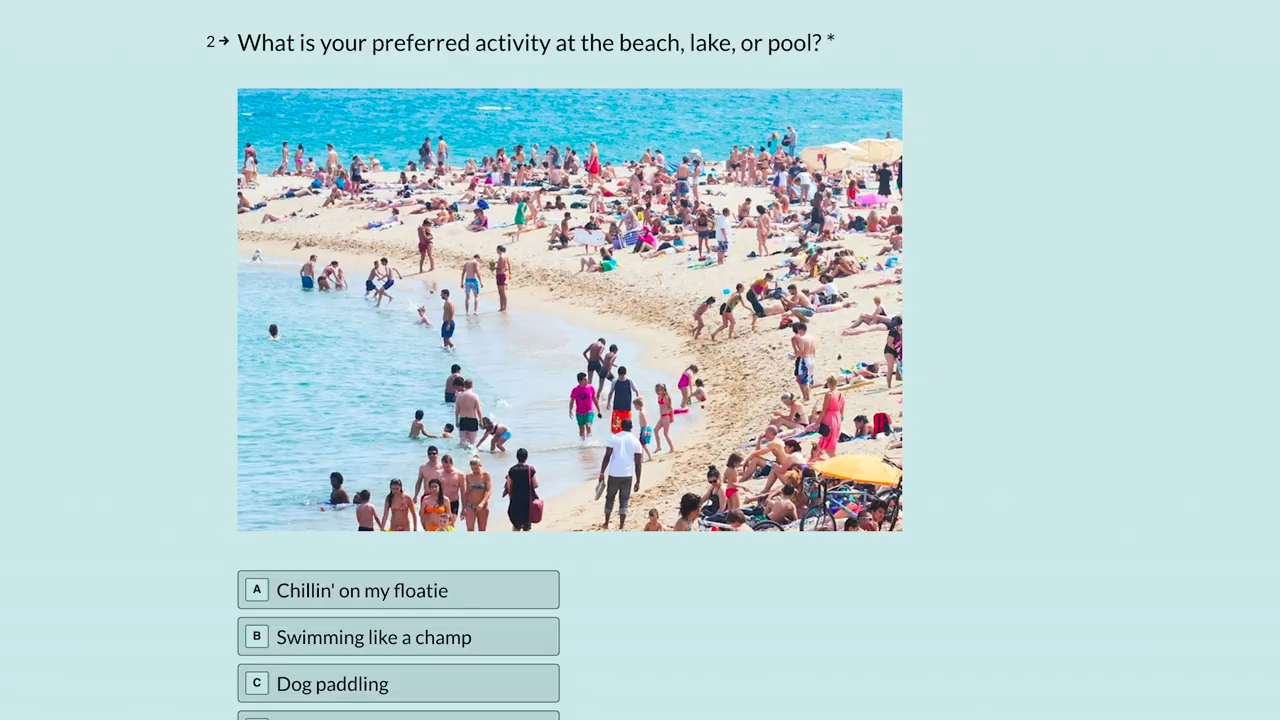 2→ What is your preferred activity at the beach, lake, or pool? *
A Chillin' on my floatie
B Swimming like a champ
C Dog paddling